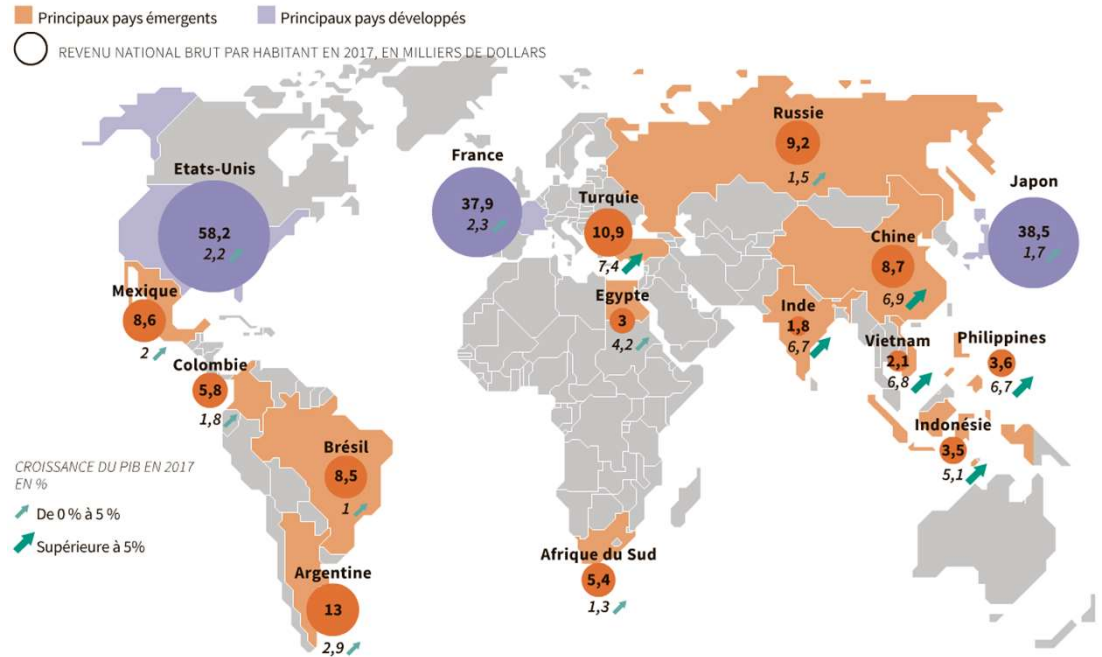 Principaux pays émergents
Principaux pays développés
REVENU NATIONAL BRUT PAR HABITANT EN 2017, EN MILLIERS DE DOLLARS
Russie
9,2
1,5
France
37,9
2,3
Etats-Unis
58,2
2,2
Turquie
10,9
7,4
Japon
38,5
1,7
Chine
8,7
6,9
Mexique
8,6
2
Egypte
3
4,2
Inde
1,8
6,7
Vietnam
2,1
6,8
Philippines
3,6
6,7
Colombie
5,8
1,8
Indonésie
3,5
5,1
Brésil
8,5
1
CROISSANCE DU PIB EN 2017
EN %
De 0 % à 5 %
Supérieure à 5%
Afrique du Sud
5,4
1,3
Argentine
13
2,9